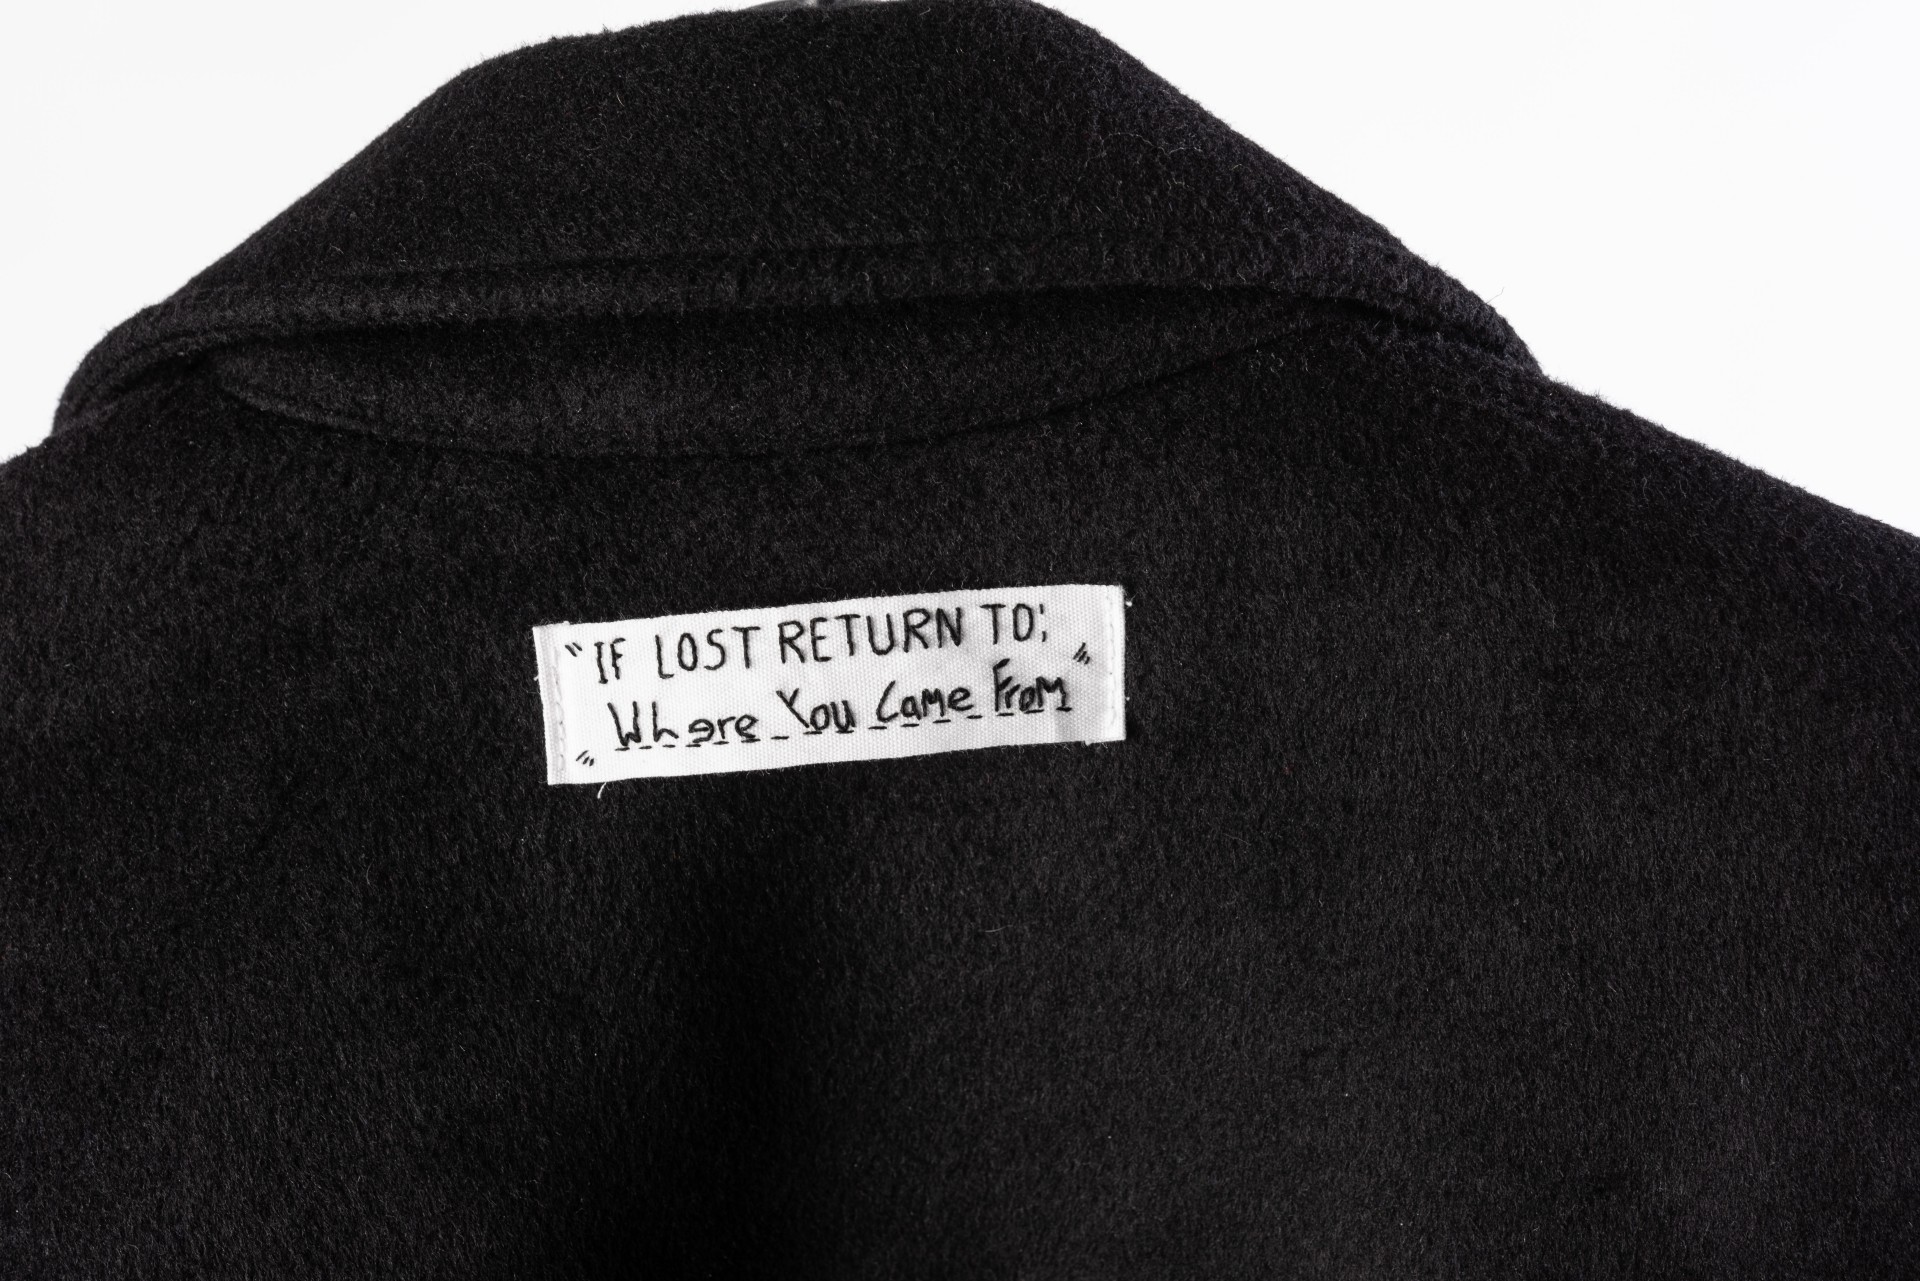 "IF LOST RETURN TO: "
" Where You Came From